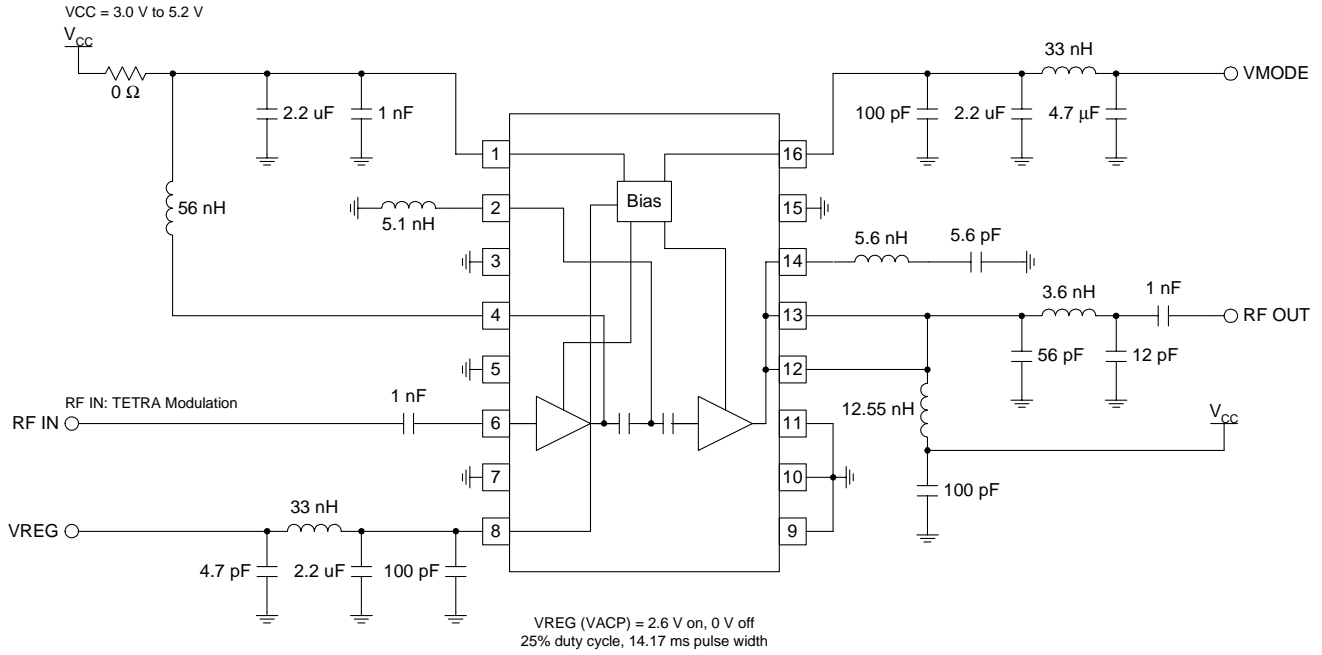 VCC = 3.0 V to 5.2 V
VCC
0 Ω
2.2 uF
1 nF
56 nH
5.1 nH
33 nH
VMODE
100 pF
2.2 uF
4.7 μF
1
2
3
4
5
6
7
8
Bias
16
15
14
13
12
11
10
9
5.6 nH
5.6 pF
3.6 nH
1 nF
RF OUT
56 pF
12 pF
12.55 nH
VCC
100 pF
RF IN: TETRA Modulation
RF IN
1 nF
VREG
33 nH
4.7 pF
2.2 uF
100 pF
VREG (VACP) = 2.6 V on, 0 V off
25% duty cycle, 14.17 ms pulse width